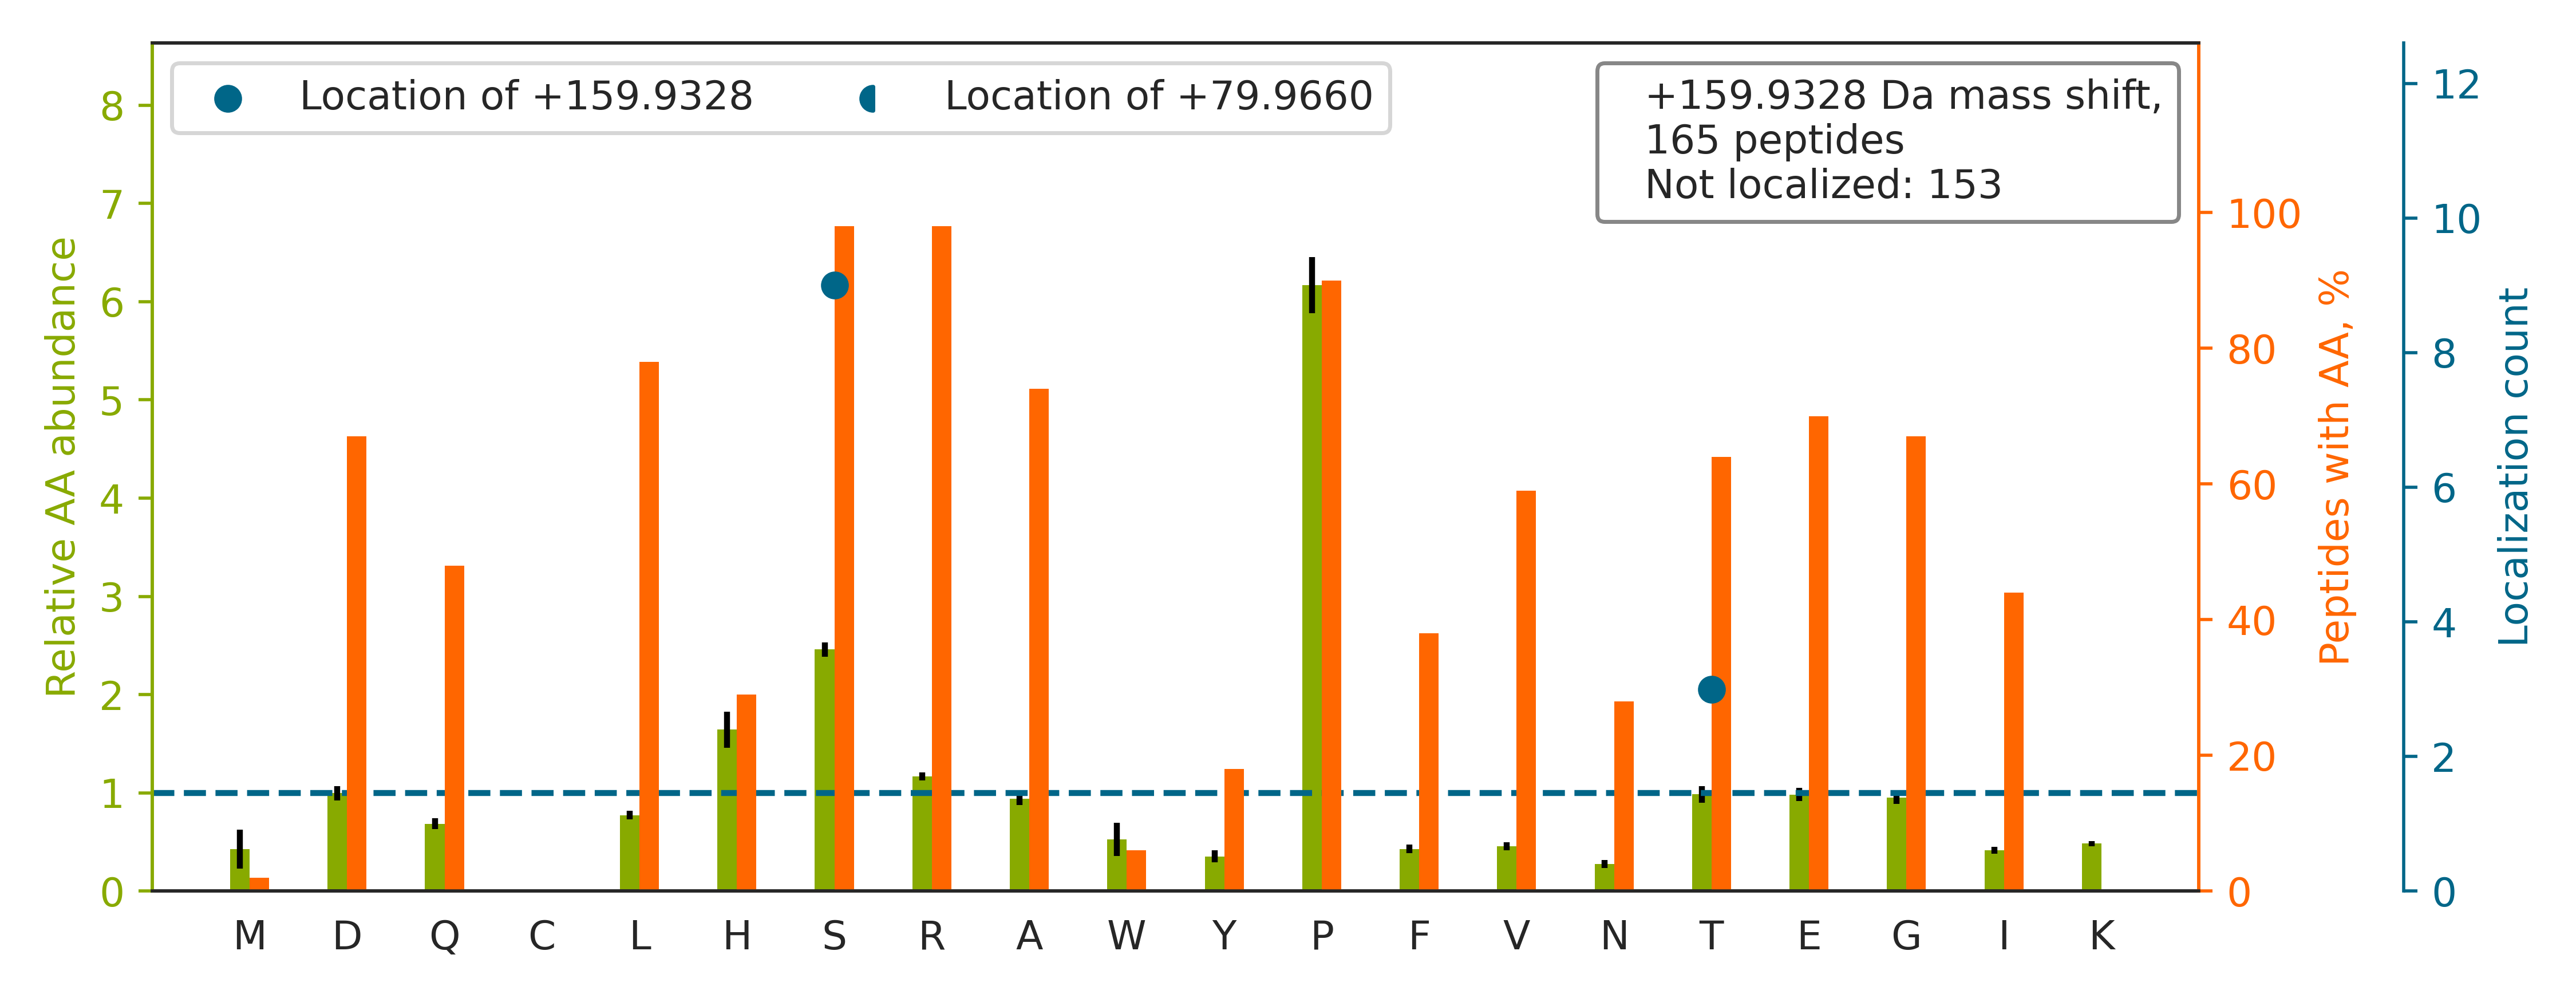 Location of +159.9328
Location of +79.9660
+159.9328 Da mass shift,
165 peptides
Not localized: 153
Relative AA abundance
8
7
6
5
4
3
2
1
0
M D Q C L H S R A W Y P F V N T E G I K
100
80
60
40
20
0
Peptides with AA, %
12
10
8
6
4
2
0
Localization count